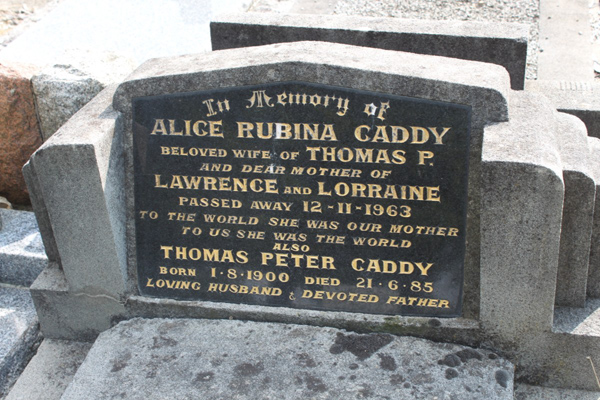 In Memory of
ALICE RUBINA CADDY
BELOVED WIFE OF THOMAS P.
AND DEAR MOTHER OF
LAWRENCE AND LORRAINE
PASSED AWAY 12-11-1963
TO THE WORLD SHE WAS OUR MOTHER
TO US SHE WAS THE WORLD
ALSO
THOMAS PETER CADDY
BORN 1·8·1900 DIED 21·6·85
LOVING HUSBAND & DEVOTED FATHER